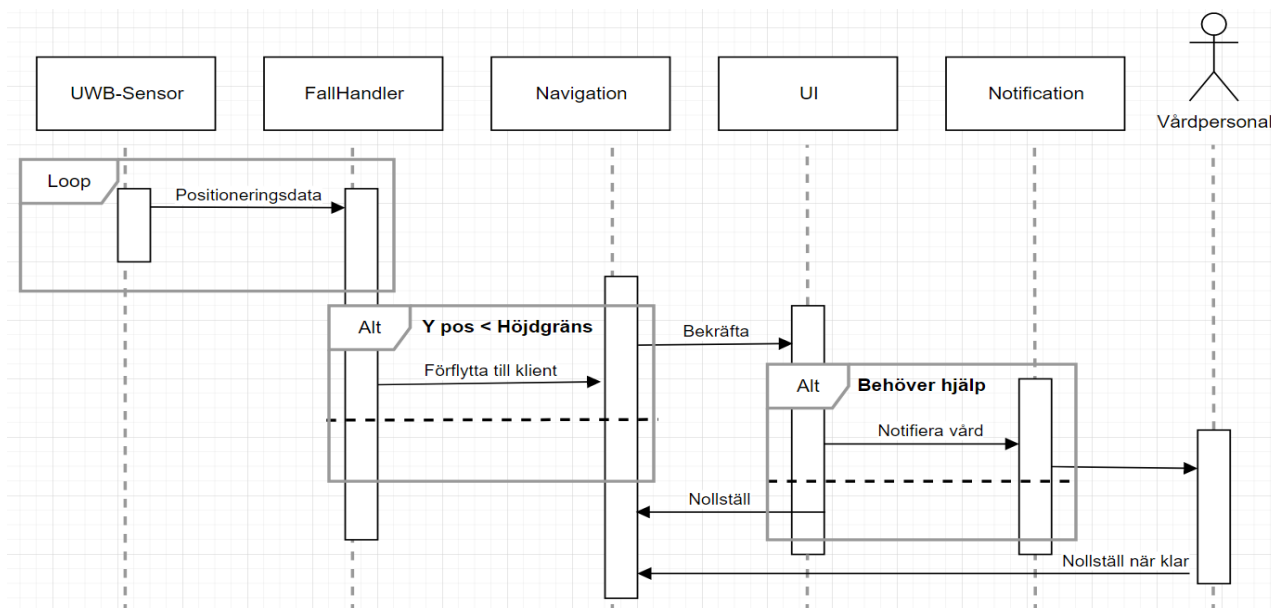 UWB-Sensor
FallHandler
Navigation
UI
Notification
Vårdpersonal
Loop
Positioneringsdata
Alt
Y pos < Höjdgräns
Bekräfta
Förflytta till klient
Alt
Behöver hjälp
Notifiera vård
Nollställ
Nollställ när klar